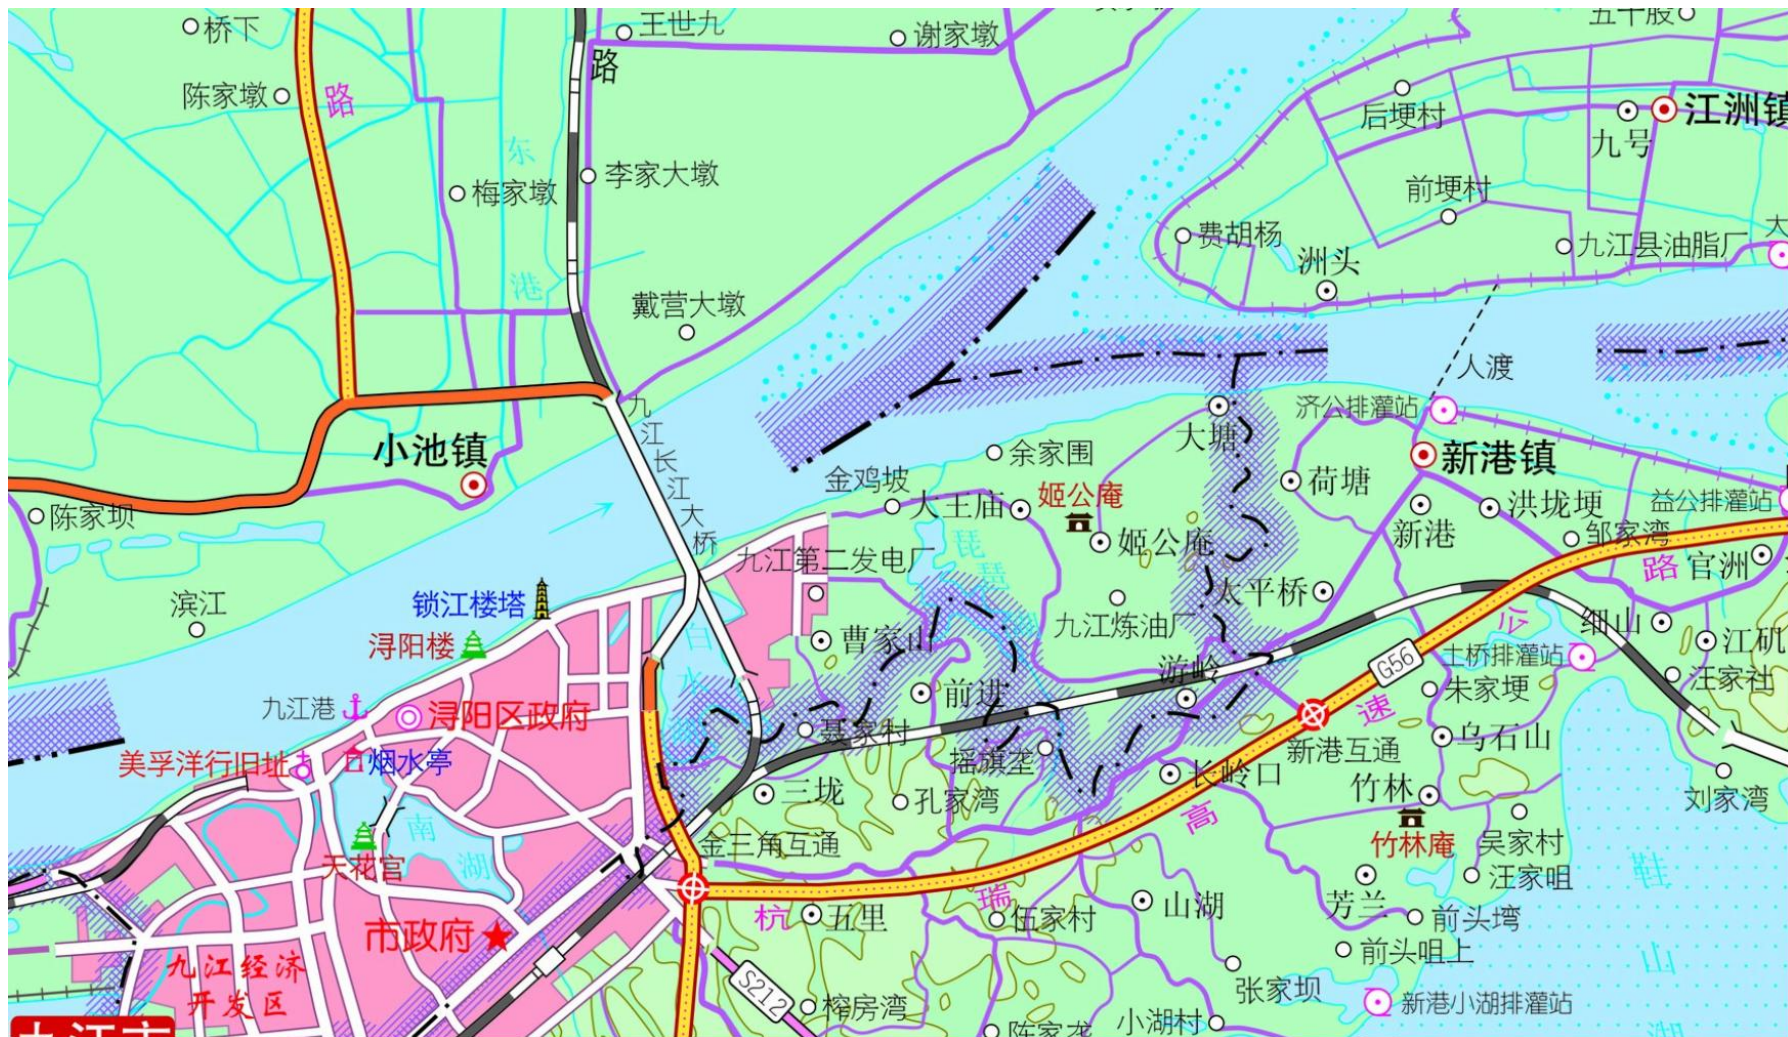 桥下
王世九
谢家墩
路
陈家墩
路
后埂村
九号
江洲镇
东
李家大墩
梅家墩
前埂村
费胡杨
洲头
九江县油脂厂
大
港
戴营大墩
人渡
九江长江大桥
济公排灌站
大塘
小池镇
余家围
新港镇
金鸡坡
大王庙
姬公庵
荷塘
洪垅埂
益公排灌站
陈家坝
姬公庵
新港
邹家湾
琵琶
九江第二发电厂
路
官洲
太平桥
滨江
锁江楼塔
九江炼油厂
公
细山
浔阳楼
白水
曹家山
江矶
游岭
G56
土桥排灌站
汪家社
九江港
浔阳区政府
前进
朱家埂
速
聂家村
乌石山
美孚洋行旧址
烟水亭
摇旗垄
新港互通
三垅
孔家湾
长岭口
竹林
刘家湾
南湖
高
天花宫
金三角互通
竹林庵
吴家村
鞋山湖
汪家咀
杭
五里
瑞
伍家村
山湖
芳兰
前头塆
市政府
前头咀上
九江经济
开发区
S212
张家坝
榨房湾
新港小湖排灌站
小湖村
陈家垄
九江市